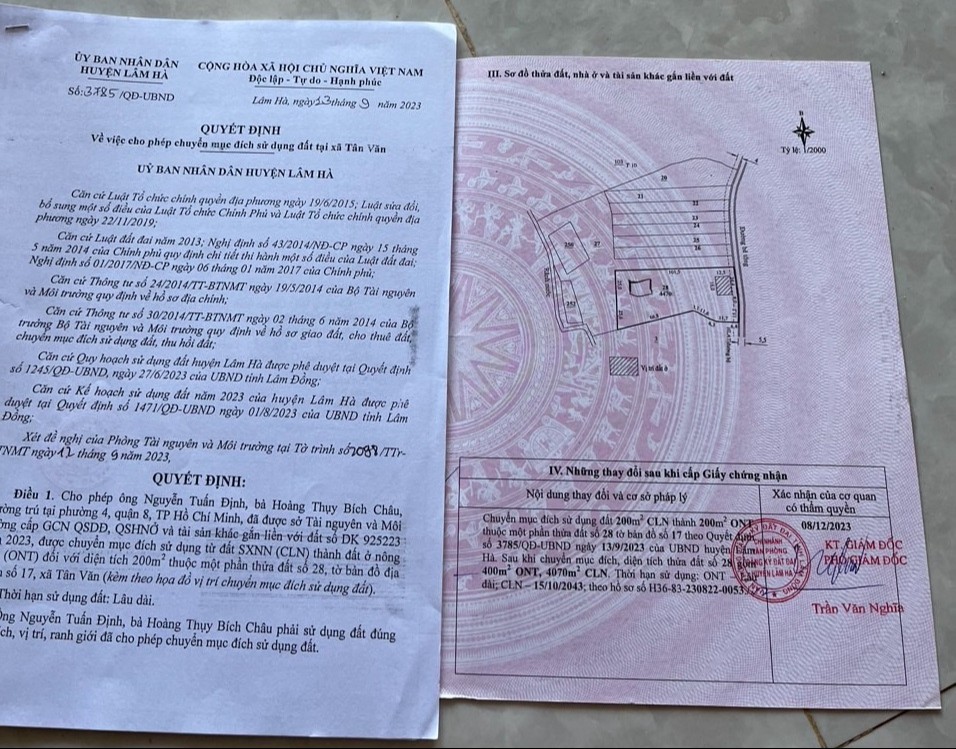 ỦY BAN NHÂN DÂN
HUYỆN LÂM HÀ
Số:3785/QĐ-UBND
CỘNG HÒA XÃ HỘI CHỦ NGHĨA VIỆT NAM
Độc lập - Tự do - Hạnh phúc
Lâm Hà, ngày 13 tháng 9 năm 2023
QUYẾT ĐỊNH
Về việc cho phép chuyển mục đích sử dụng đất tại xã Tân Văn
UỶ BAN NHÂN DÂN HUYỆN LÂM HÀ
Căn cứ Luật Tổ chức chính quyền địa phương ngày 19/6/2015; Luật sửa đổi,
bổ sung một số điều của Luật Tổ chức Chính Phủ và Luật Tổ chức chính quyền địa
phương ngày 22/11/2019;
Căn cứ Luật đất đai năm 2013; Nghị định số 43/2014/NĐ-CP ngày 15 tháng
5 năm 2014 của Chính phủ quy định chi tiết thi hành một số điều của Luật đất đai;
Nghị định số 01/2017/NĐ-CP ngày 06 tháng 01 năm 2017 của Chính phủ;
Căn cứ Thông tư số 24/2014/TT-BTNMT ngày 19/5/2014 của Bộ Tài nguyên
và Môi trường quy định về hồ sơ địa chính;
Căn cứ Thông tư số 30/2014/TT-BTNMT ngày 02 tháng 6 năm 2014 của Bộ
trưởng Bộ Tài nguyên và Môi trường quy định về hồ sơ giao đất, cho thuê đất,
chuyển mục đích sử dụng đất, thu hồi đất;
Căn cứ Quy hoạch sử dụng đất huyện Lâm Hà được phê duyệt tại Quyết định
số 1245/QĐ-UBND, ngày 27/6/2023 của UBND tỉnh Lâm Đồng;
Căn cứ Kế hoạch sử dụng đất năm 2023 của huyện Lâm Hà được phê
duyệt tại Quyết định số 1471/QĐ-UBND ngày 01/8/2023 của UBND tỉnh Lâm
Đồng;
Xét đề nghị của Phòng Tài nguyên và Môi trường tại Tờ trình số 2088/TTr-
TNMT ngày 12 tháng 9 năm 2023,
QUYẾT ĐỊNH:
Điều 1. Cho phép ông Nguyễn Tuấn Định, bà Hoàng Thụy Bích Châu,
ường trú tại phường 4, quận 8, TP Hồ Chí Minh, đã được sở Tài nguyên và Môi
ờng cấp GCN QSDĐ, QSHNỞ và tài sản khác gắn liền với đất số DK 925223
2023, được chuyển mục đích sử dụng từ đất SXNN (CLN) thành đất ở nông
(ONT) đối với diện tích 200m² thuộc một phần thửa đất số 28, tờ bản đồ địa
số 17, xã Tân Văn (kèm theo họa đồ vị trí chuyển mục đích sử dụng đất).
Thời hạn sử dụng đất: Lâu dài.
Ông Nguyễn Tuấn Định, bà Hoàng Thụy Bích Châu phải sử dụng đất đúng
ích, vị trí, ranh giới đã cho phép chuyển mục đích sử dụng đất.
III. Sơ đồ thửa đất, nhà ở và tài sản khác gắn liền với đất
B
Tỷ lệ: 1/2000
Đường bê tông
Vị trí đất ở
5,5
IV. Những thay đổi sau khi cấp Giấy chứng nhận
Nội dung thay đổi và cơ sở pháp lý
Xác nhận của cơ quan
có thẩm quyền
Chuyển mục đích sử dụng đất 200m² CLN thành 200m² ONT
thuộc một phần thửa đất số 28 tờ bản đồ số 17 theo Quyết định
số 3785/QĐ-UBND ngày 13/9/2023 của UBND huyện Lâm
Hà. Sau khi chuyển mục đích, diện tích thửa đất số 28 gồm
400m² ONT, 4070m² CLN. Thời hạn sử dụng: ONT – Lâu
dài; CLN – 15/10/2043; theo hồ sơ H36-83-230822-0053
08/12/2023
KT. GIÁM ĐỐC
PHÓ GIÁM ĐỐC
Trần Văn Nghĩa